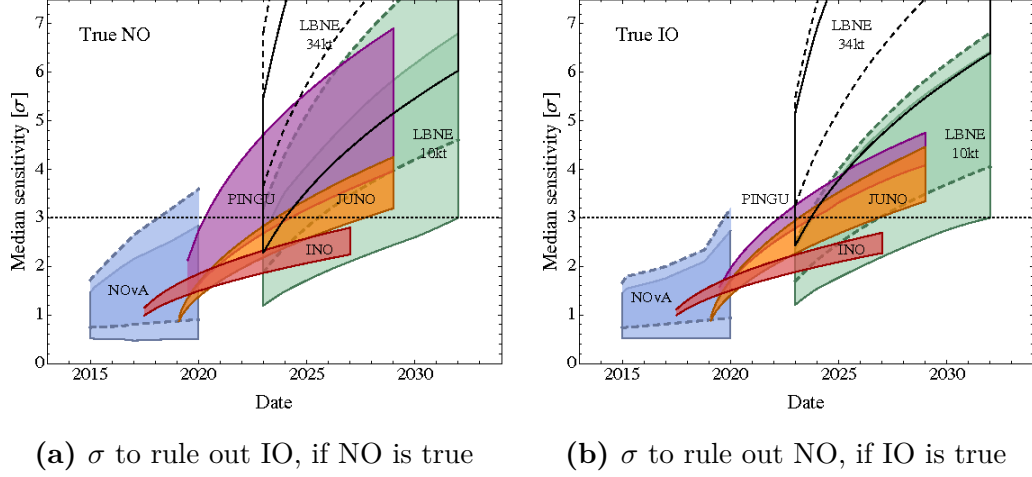 7
6
5
4
3
2
1
0
Median sensitivity [σ]
True NO
LBNE
34kt
LBNE
10kt
PINGU
JUNO
INO
NOνA
2015
2020
2025
2030
Date
(a) σ to rule out IO, if NO is true
7
6
5
4
3
2
1
0
Median sensitivity [σ]
True IO
LBNE
34kt
LBNE
10kt
PINGU
JUNO
INO
NOνA
2015
2020
2025
2030
Date
(b) σ to rule out NO, if IO is true